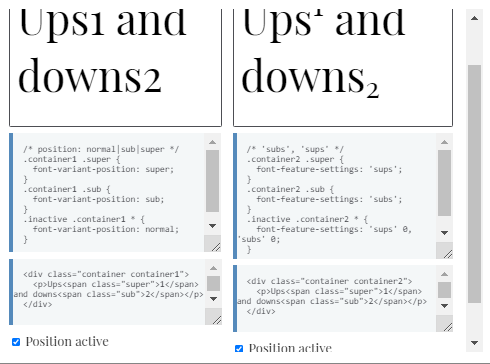 Ups1 and
downs2
/* position: normal|sub|super */
.container1 .super {
font-variant-position: super;
}
.container1 .sub {
font-variant-position: sub;
}
.inactive .container1 * {
font-variant-position: normal;
}
<div class="container container1">
<p>Ups<span class="super">1</span>
and downs<span class="sub">2</span></p>
</div>
Position active
Ups¹ and
downs₂
/* 'subs', 'sups' */
.container2 .super {
font-feature-settings: 'sups';
}
.container2 .sub {
font-feature-settings: 'subs';
}
.inactive .container2 * {
font-feature-settings: 'sups' 0,
'subs' 0;
}
<div class="container container2">
<p>Ups<span class="super">1</span>
and downs<span class="sub">2</span></p>
</div>
Position active